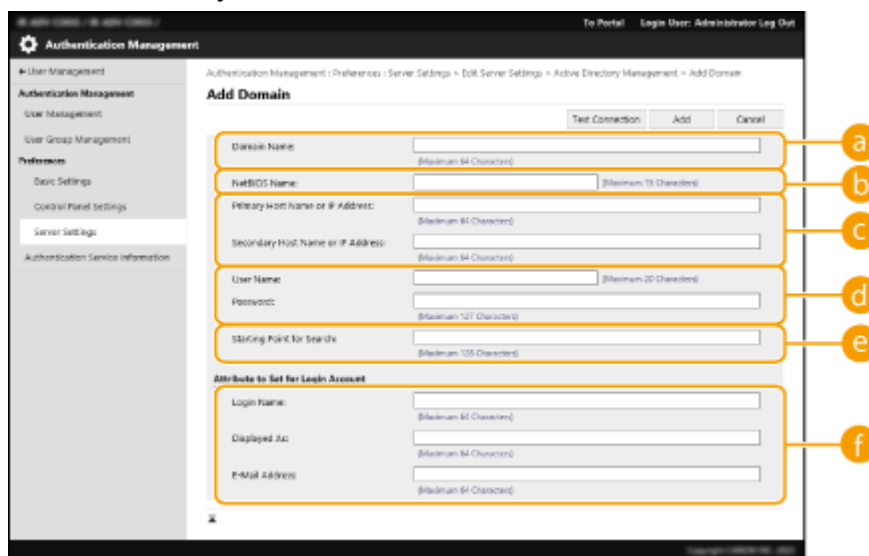 To Portal Login User: Administrator Log Out
Authentication Management
User Management
Authentication Management : Preferences : Server Settings > Edit Server Settings > Active Directory Management > Add Domain
Authentication Management
User Management
User Group Management
Preferences
Basic Settings
Control Panel Settings
Server Settings
Authentication Service Information
Add Domain
Test Connection Add Cancel
Domain Name:
(Maximum 64 Characters)
a
NetBIOS Name: (Maximum 15 Characters)
b
Primary Host Name or IP Address:
(Maximum 64 Characters)
Secondary Host Name or IP Address:
(Maximum 64 Characters)
c
User Name: (Maximum 20 Characters)
Password:
(Maximum 127 Characters)
d
Starting Point for Search:
(Maximum 128 Characters)
e
Attribute to Set for Login Account
Login Name:
(Maximum 64 Characters)
Displayed As:
(Maximum 64 Characters)
E-Mail Address
(Maximum 64 Characters)
f